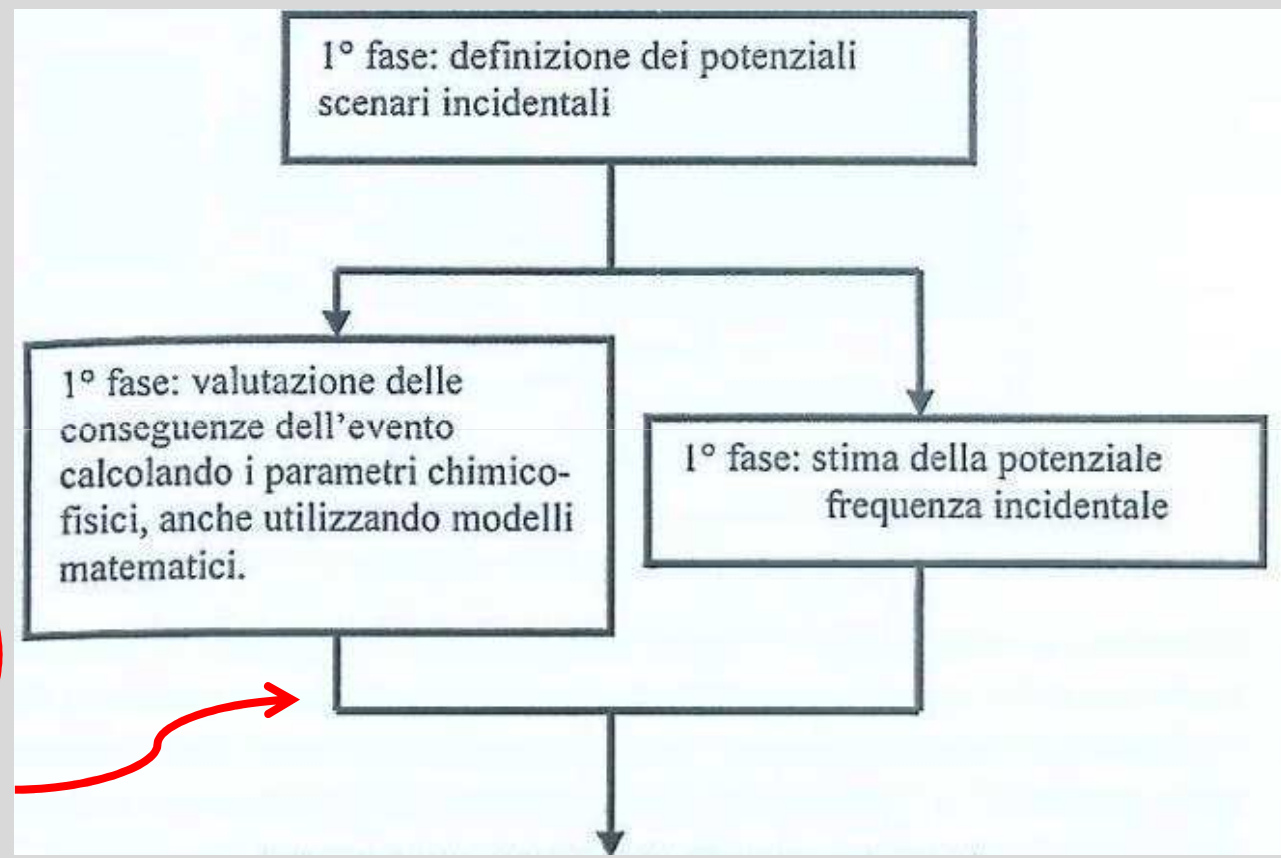 1° fase: definizione dei potenziali
scenari incidentali
1° fase: valutazione delle
conseguenze dell'evento
calcolando i parametri chimico-
fisici, anche utilizzando modelli
matematici.
1° fase: stima della potenziale
frequenza incidentale